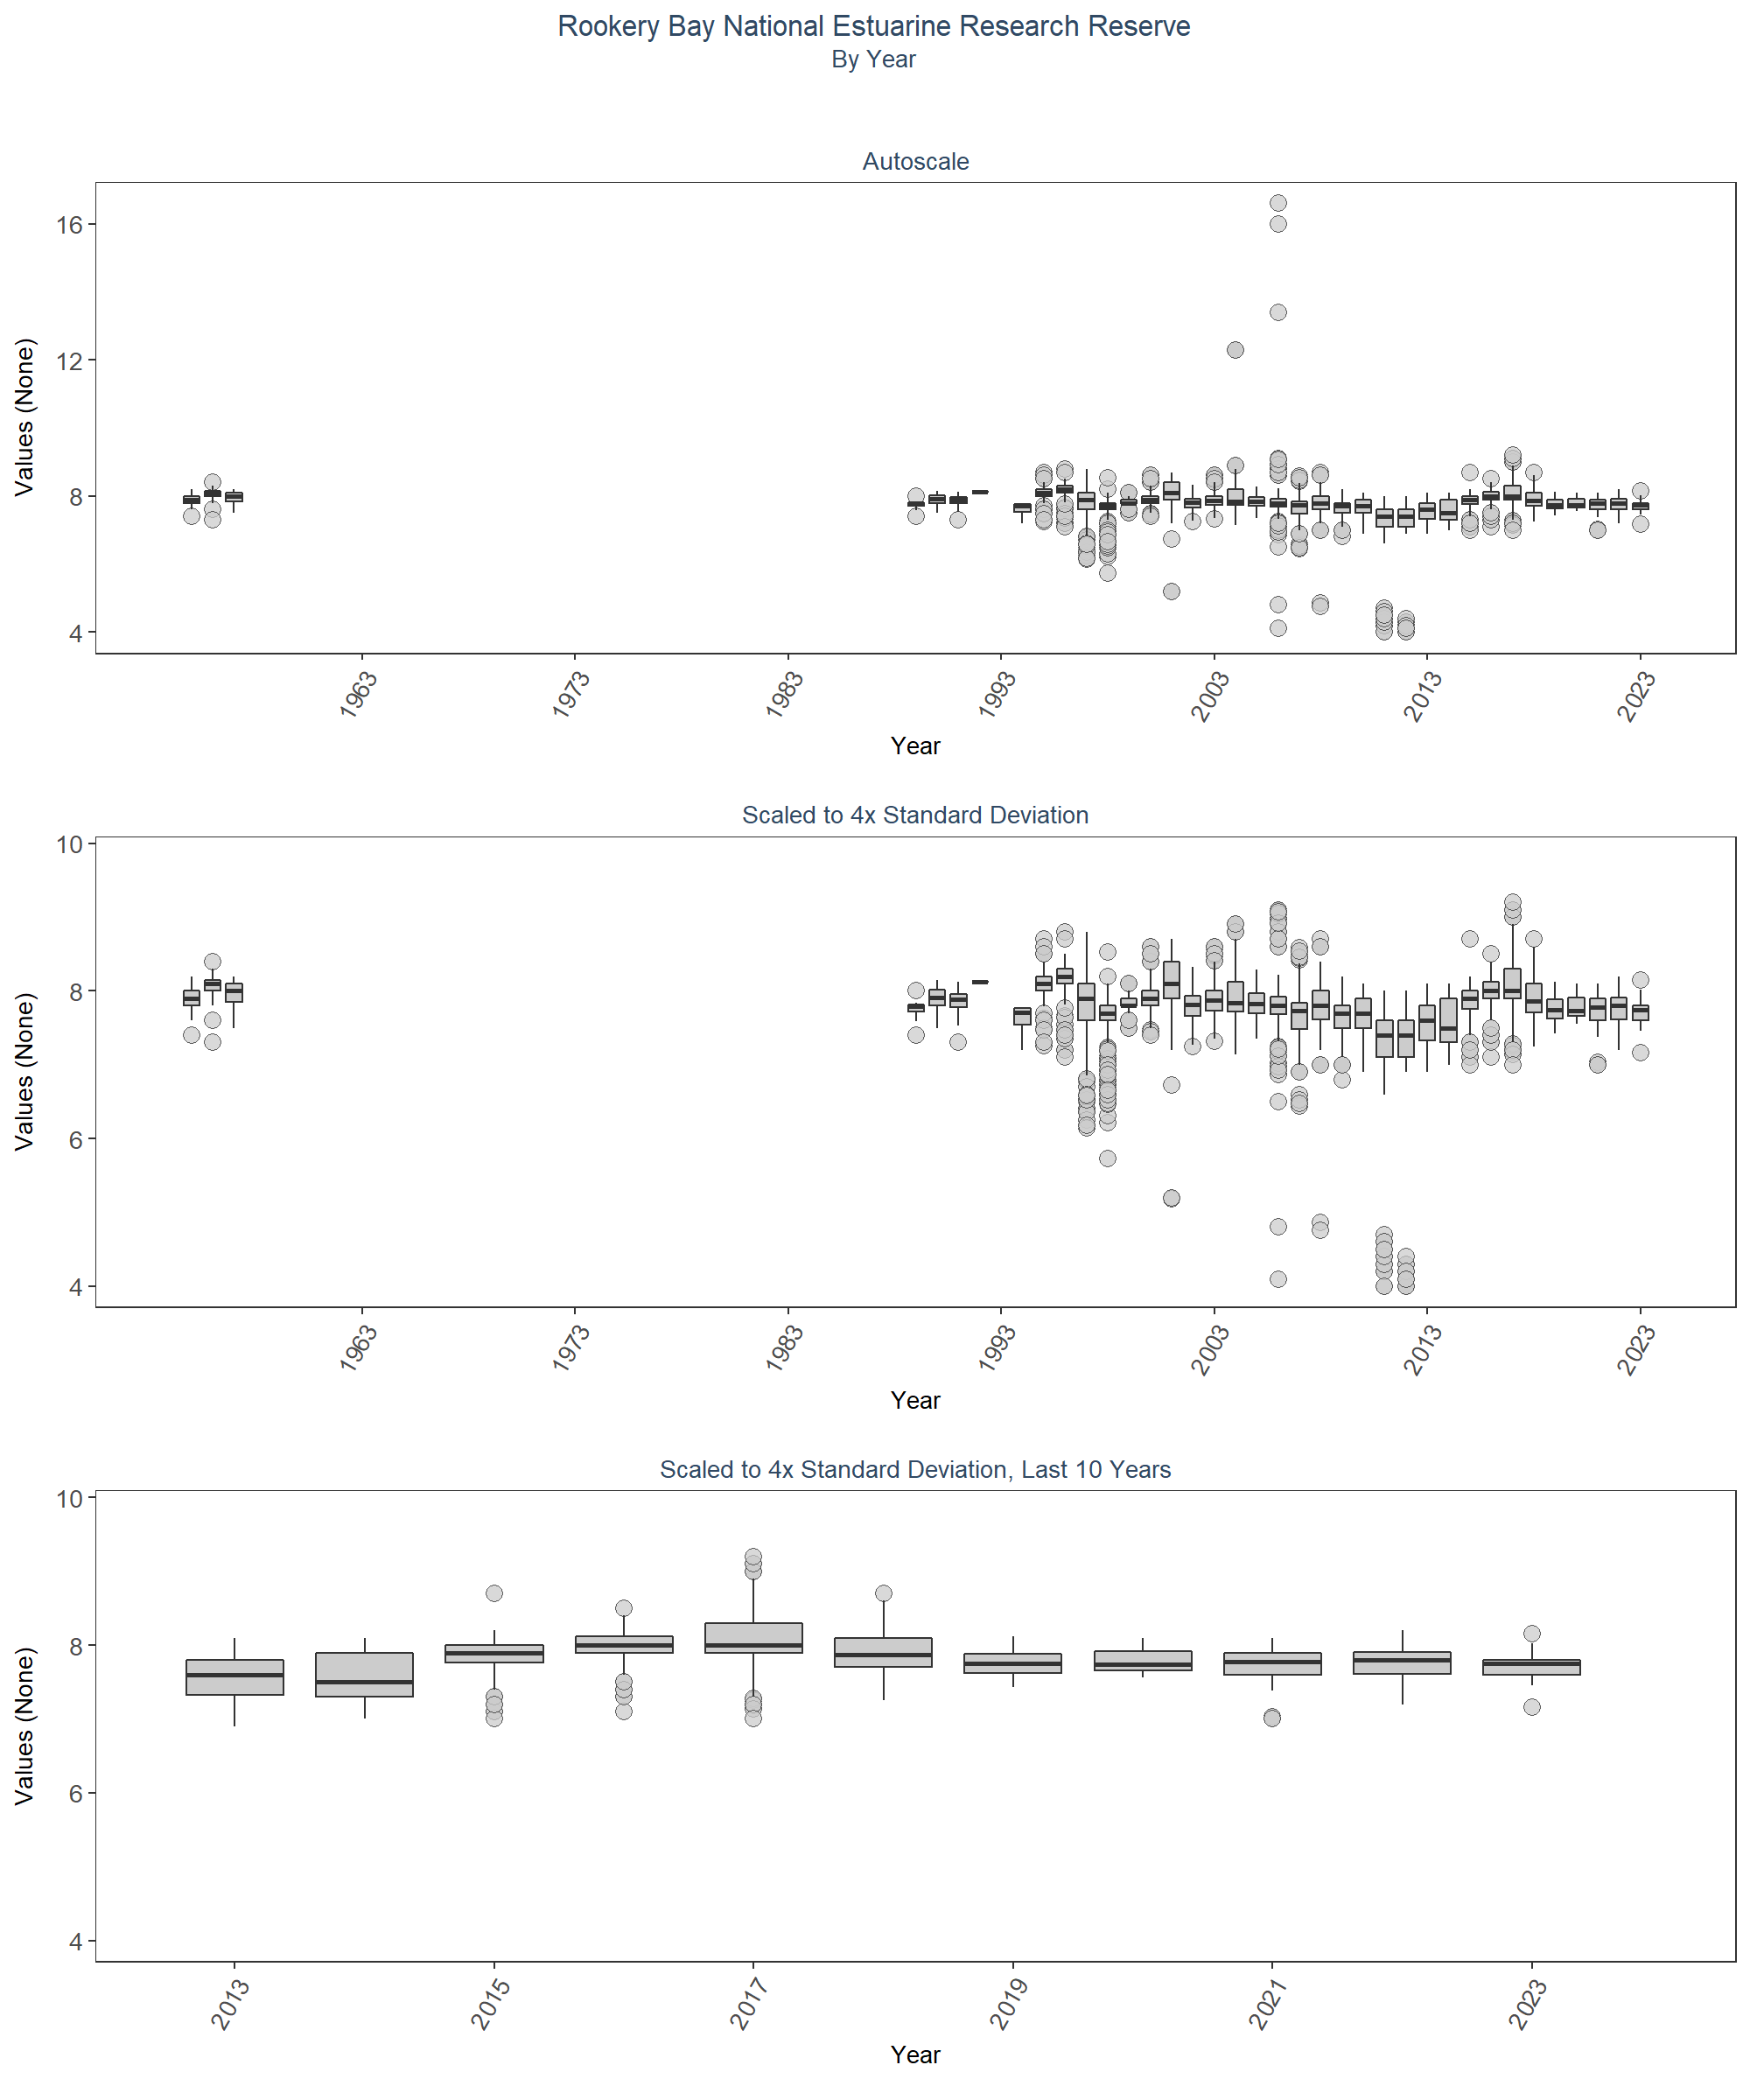 Rookery Bay National Estuarine Research Reserve
By Year
Autoscale
16
12
8
4
Values (None)
1963
1973
1983
1993
2003
2013
2023
Year
Scaled to 4x Standard Deviation
10
8
6
4
Values (None)
1963
1973
1983
1993
2003
2013
2023
Year
Scaled to 4x Standard Deviation, Last 10 Years
10
8
6
4
Values (None)
2013
2015
2017
2019
2021
2023
Year